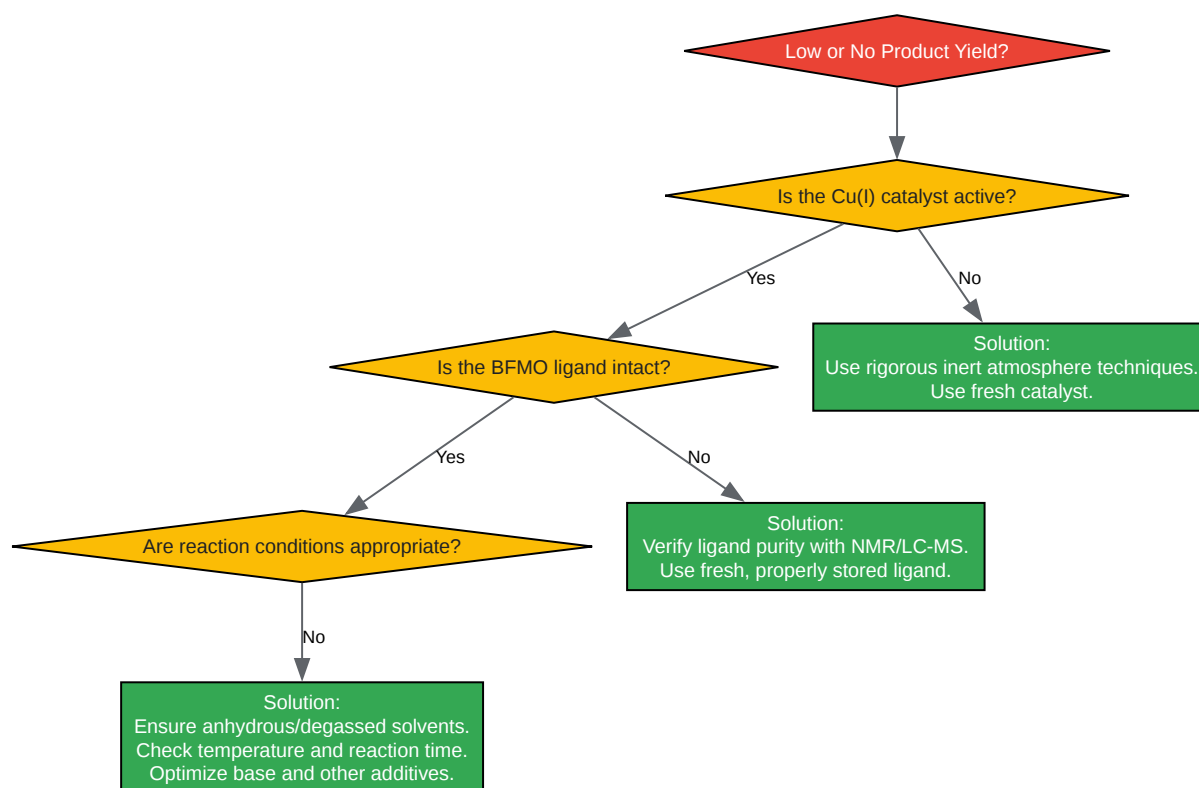 Low or No Product Yield?
Is the Cu(I) catalyst active?
Yes
No
Solution:
Use rigorous inert atmosphere techniques.
Use fresh catalyst.
Is the BFMO ligand intact?
Yes
No
Solution:
Verify ligand purity with NMR/LC-MS.
Use fresh, properly stored ligand.
Are reaction conditions appropriate?
No
Solution:
Ensure anhydrous/degassed solvents.
Check temperature and reaction time.
Optimize base and other additives.